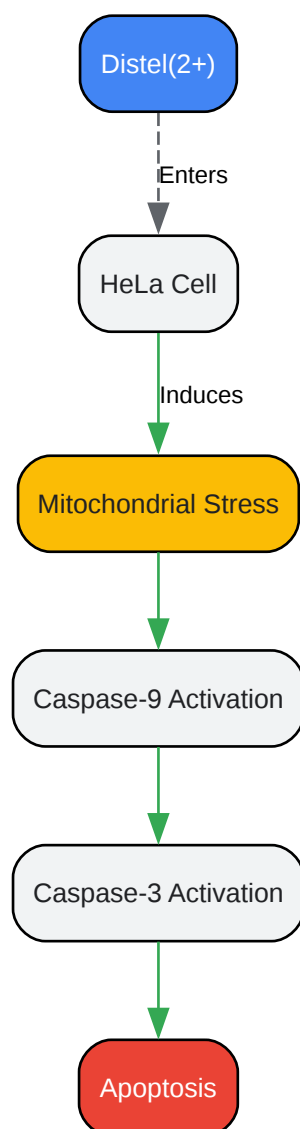 Distel(2+)
Enters
HeLa Cell
Induces
Mitochondrial Stress
Caspase-9 Activation
Caspase-3 Activation
Apoptosis